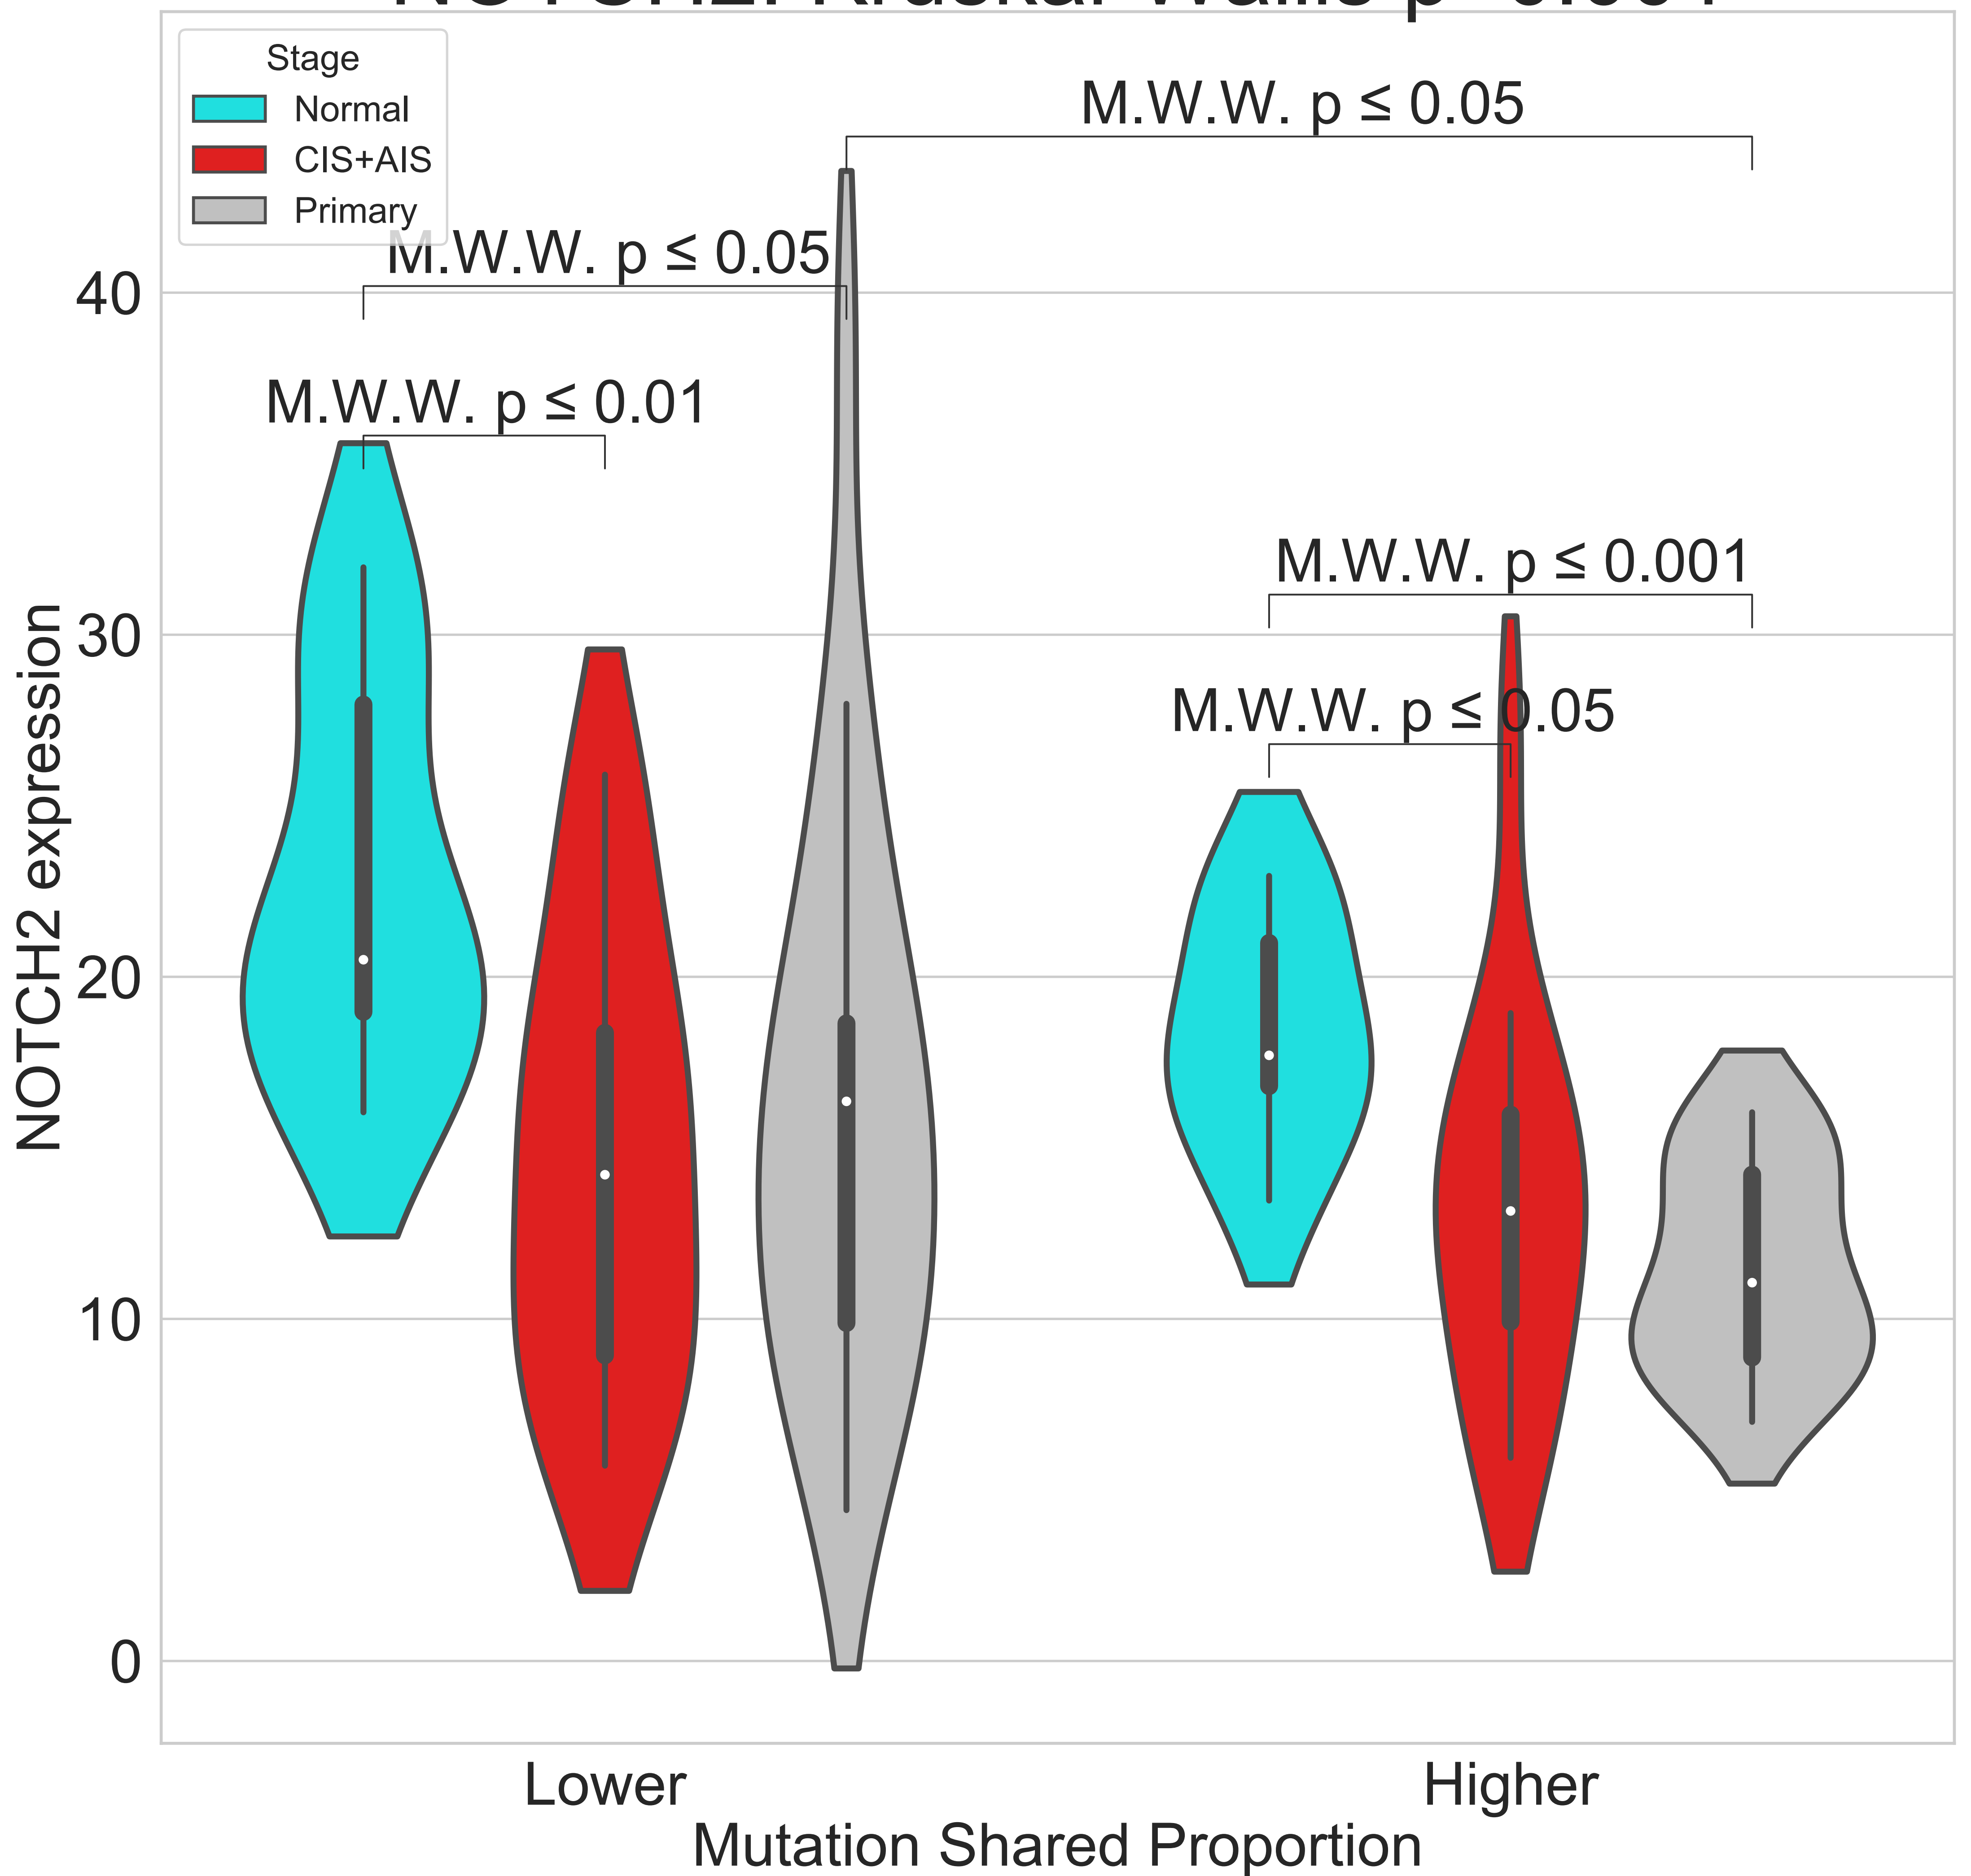 Stage
Normal
CIS+AIS
Primary
M.W.W. p ≤ 0.05
M.W.W. p ≤ 0.05
M.W.W. p ≤ 0.01
M.W.W. p ≤ 0.001
M.W.W. p ≤ 0.05
NOTCH2 expression
40
30
20
10
0
Lower
Higher
Mutation Shared Proportion